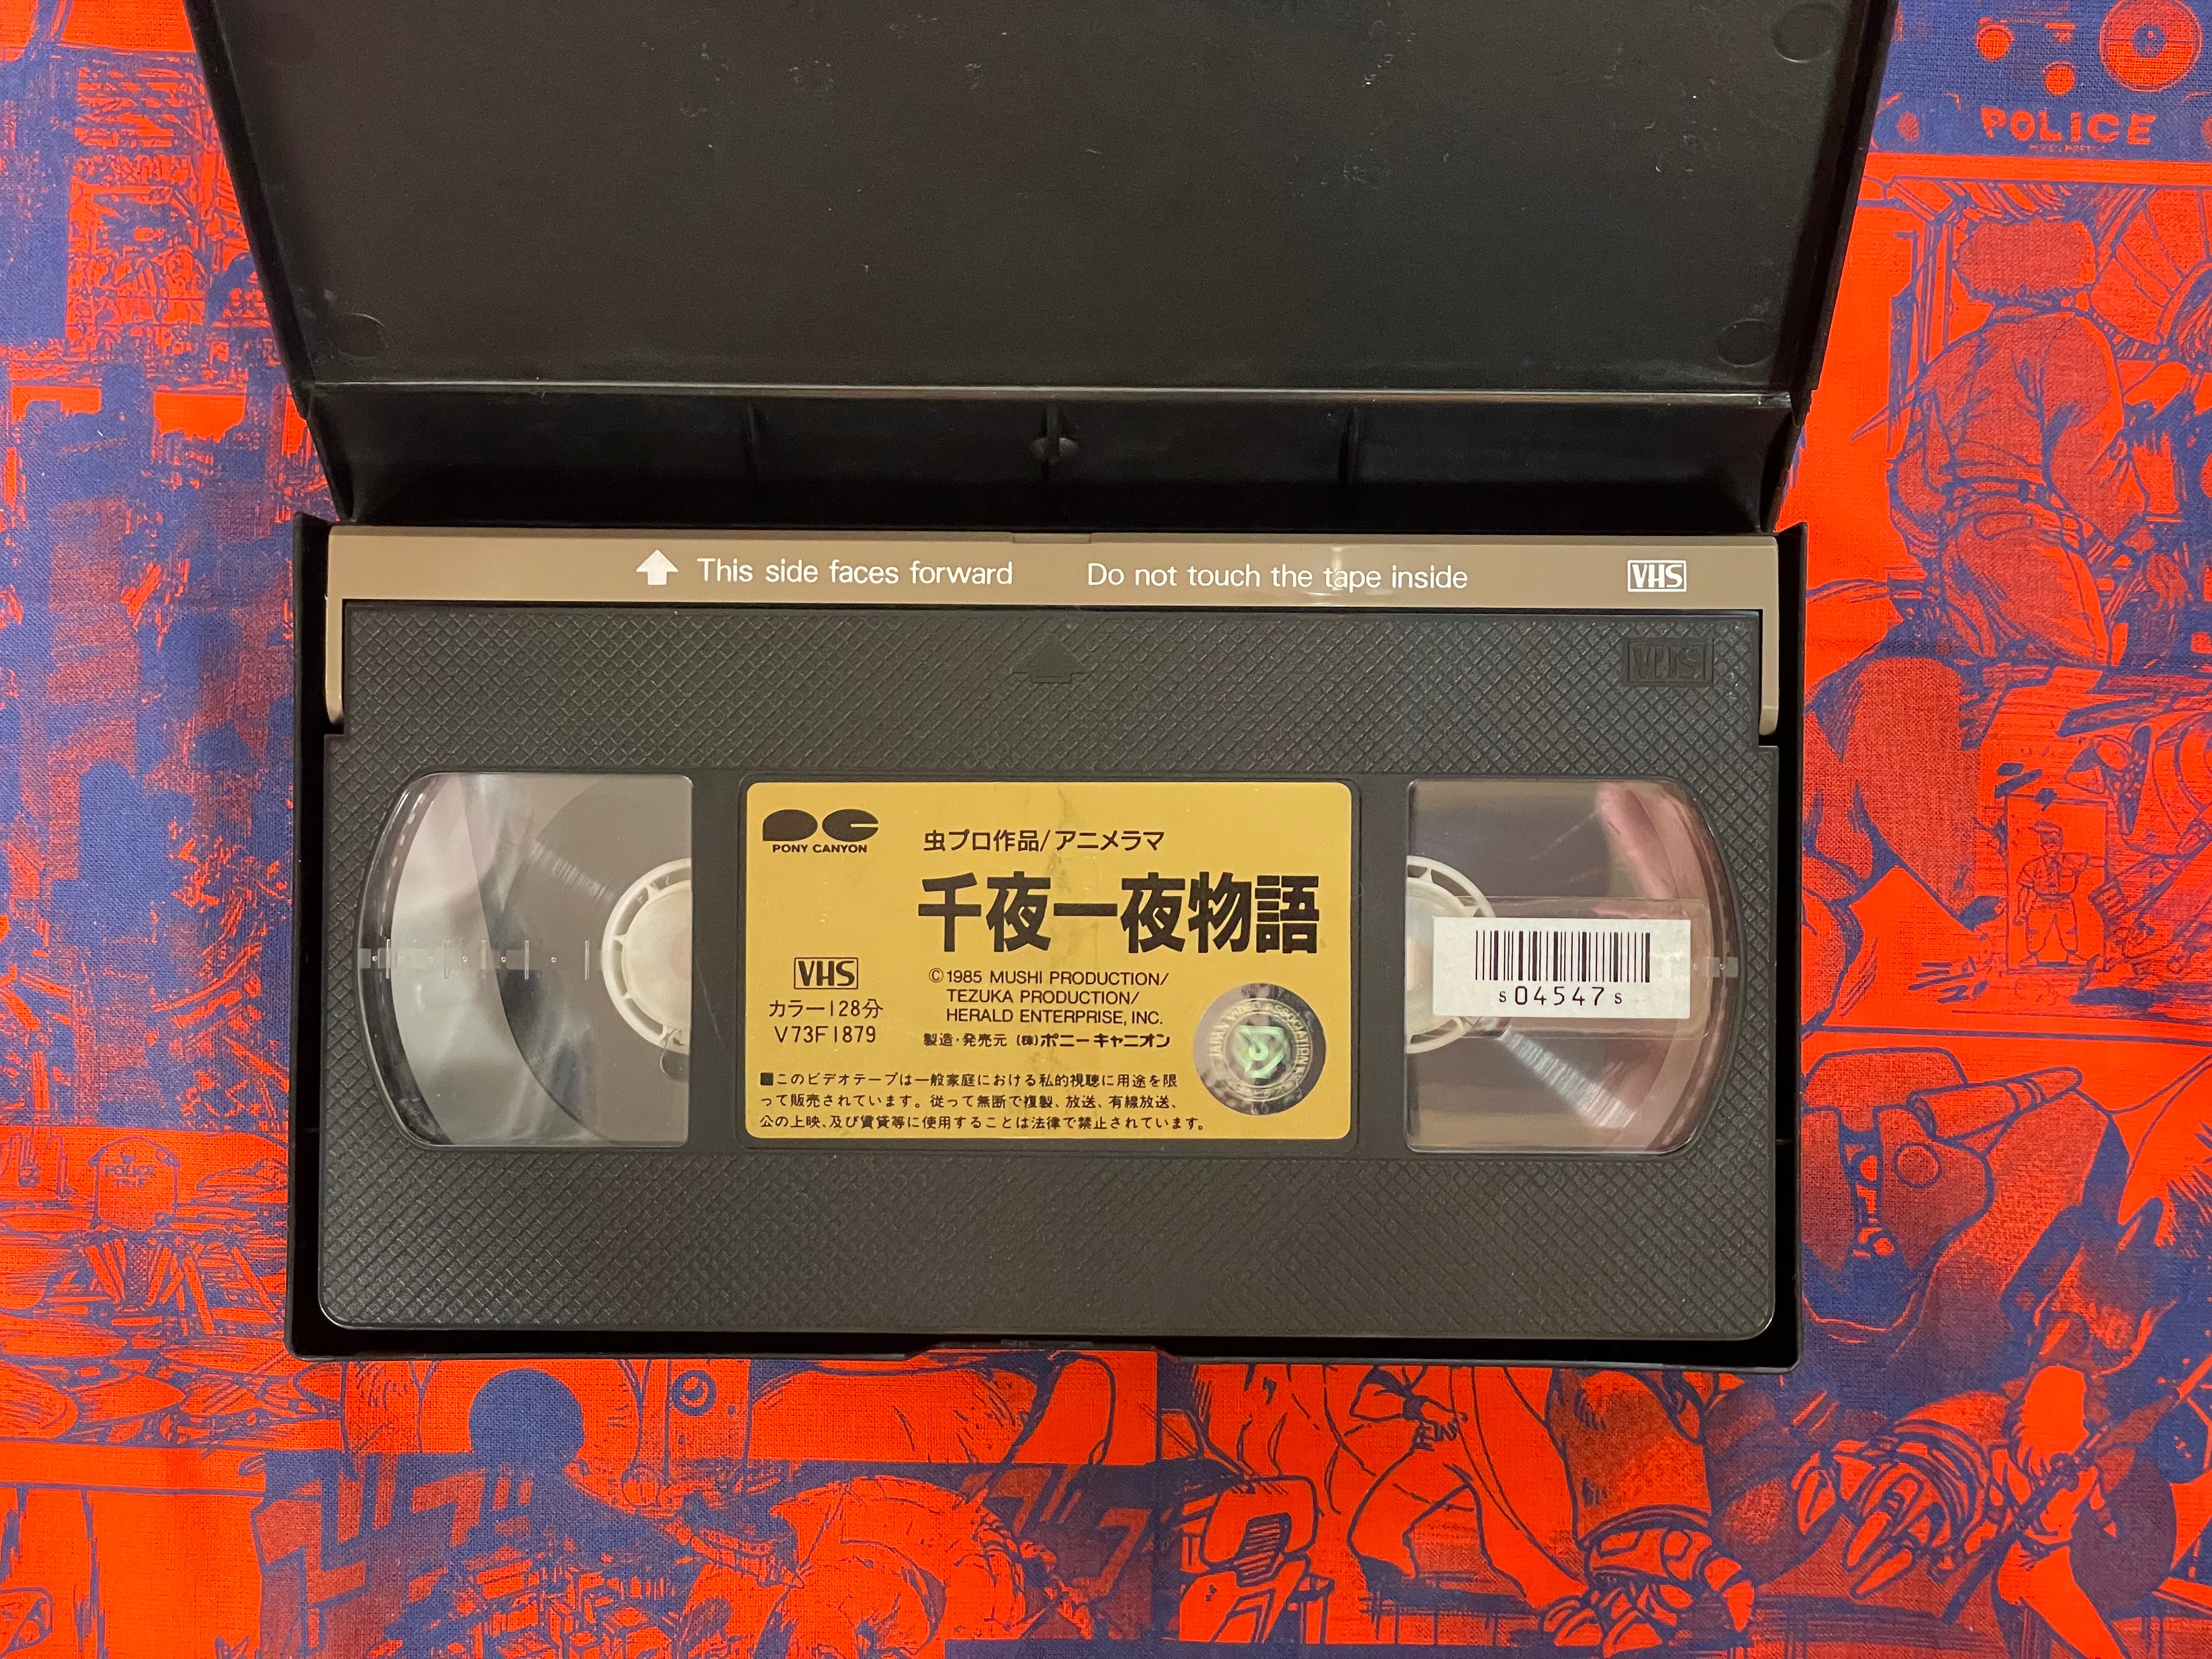 POLICE
This side faces forward
Do not touch the tape inside
VHS
VHS
PONY CANYON
虫プロ作品/アニメラマ
千夜一夜物語
VHS
カラー128分
V73F1879
©1985 MUSHI PRODUCTION/
TEZUKA PRODUCTION/
HERALD ENTERPRISE, INC.
製造・発売元 (株)ポニーキャニオン
■このビデオテープは一般家庭における私的視聴に用途を限
って販売されています。従って無断で複製、放送、有線放送、
公の上映、及び賃貸等に使用することは法律で禁止されています。
JAPAN VIDEO ASSOCIATION
S04547S
POLICE